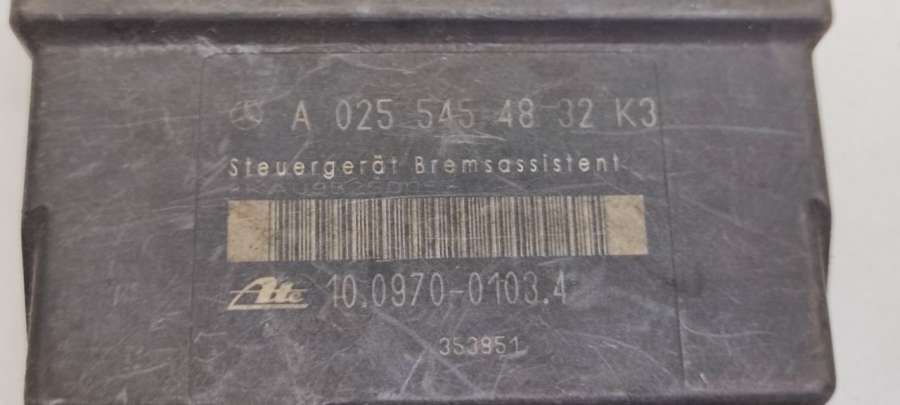 A 025 545 48 32 K3
Steuergerät Bremsassistent
Ate 10.0970-0103.4
353951